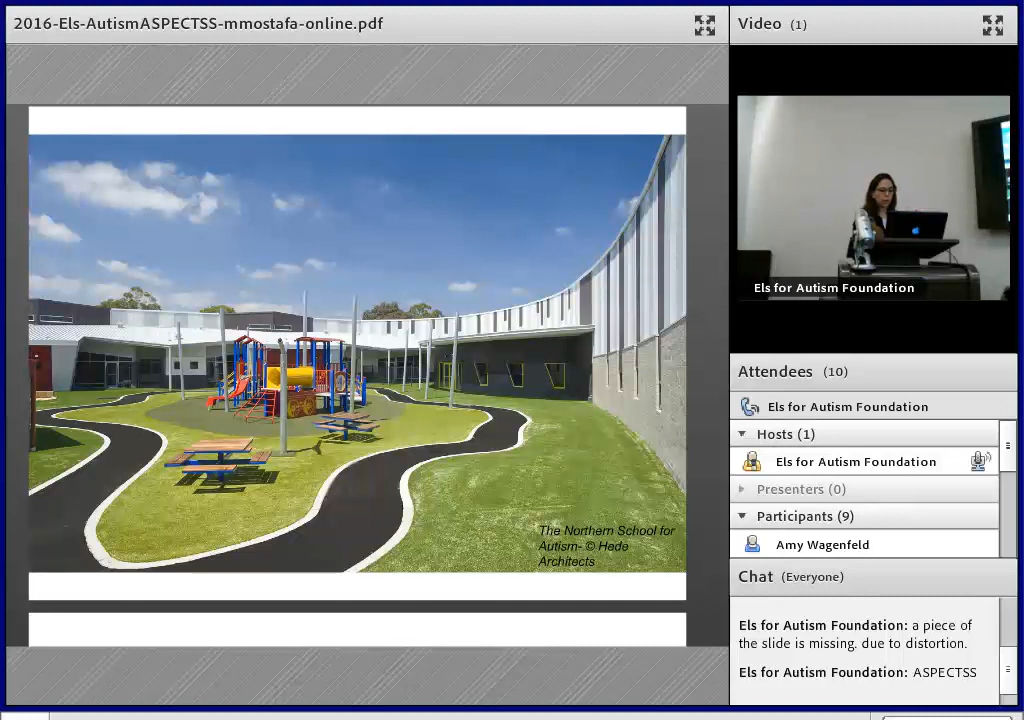 2016-Els-AutismASPECTSS-mmostafa-online.pdf
The Northern School for
Autism- © Hede
Architects
Video (1)
Els for Autism Foundation
Attendees (10)
Els for Autism Foundation
Hosts (1)
Els for Autism Foundation
Presenters (0)
Participants (9)
Amy Wagenfeld
Chat (Everyone)
Els for Autism Foundation: a piece of
the slide is missing. due to distortion.
Els for Autism Foundation: ASPECTSS